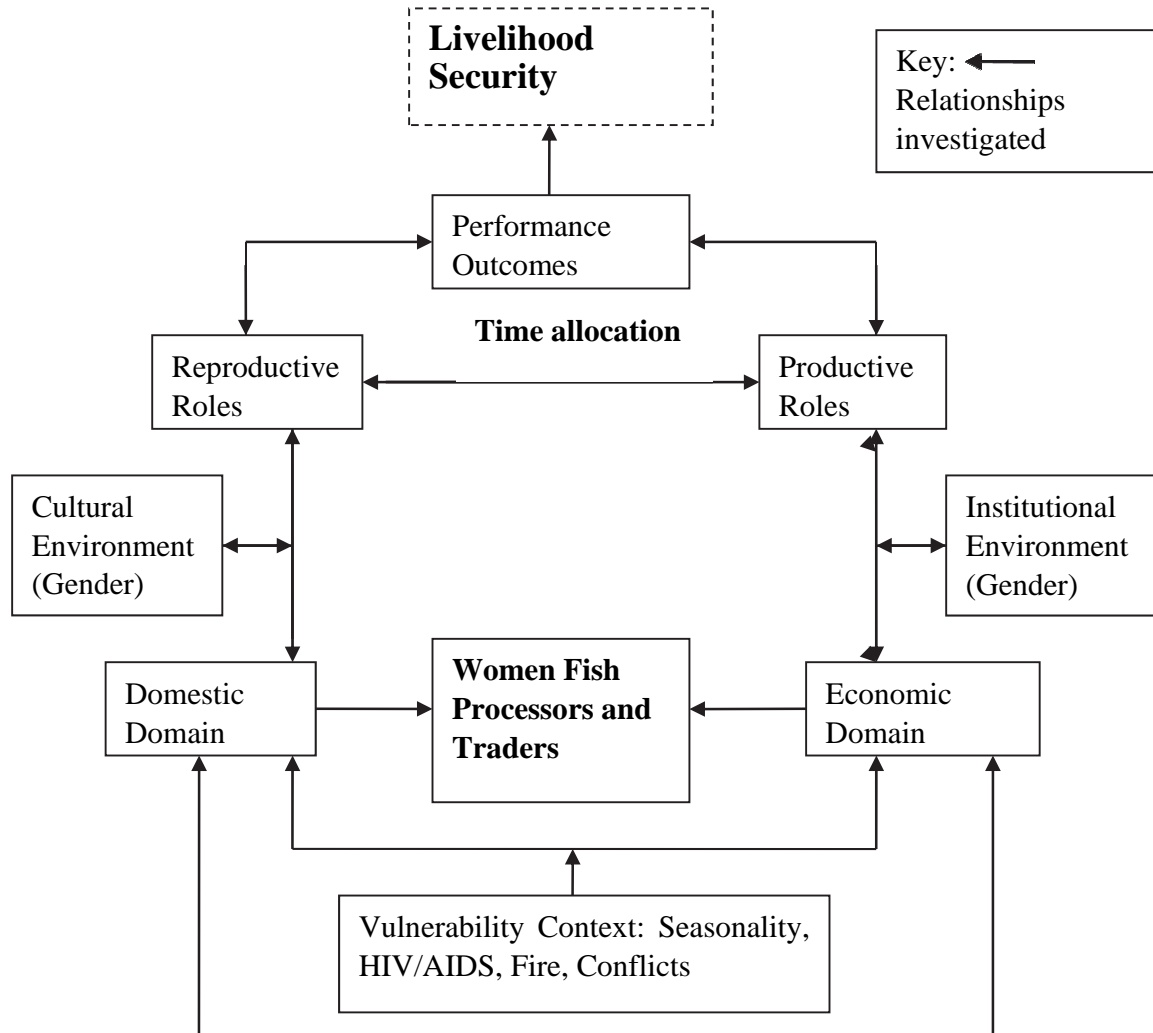 Livelihood
Security
Key:
Relationships
investigated
Performance
Outcomes
Time allocation
Reproductive
Roles
Productive
Roles
Cultural
Environment
(Gender)
Institutional
Environment
(Gender)
Domestic
Domain
Women Fish
Processors and
Traders
Economic
Domain
Vulnerability Context: Seasonality,
HIV/AIDS, Fire, Conflicts